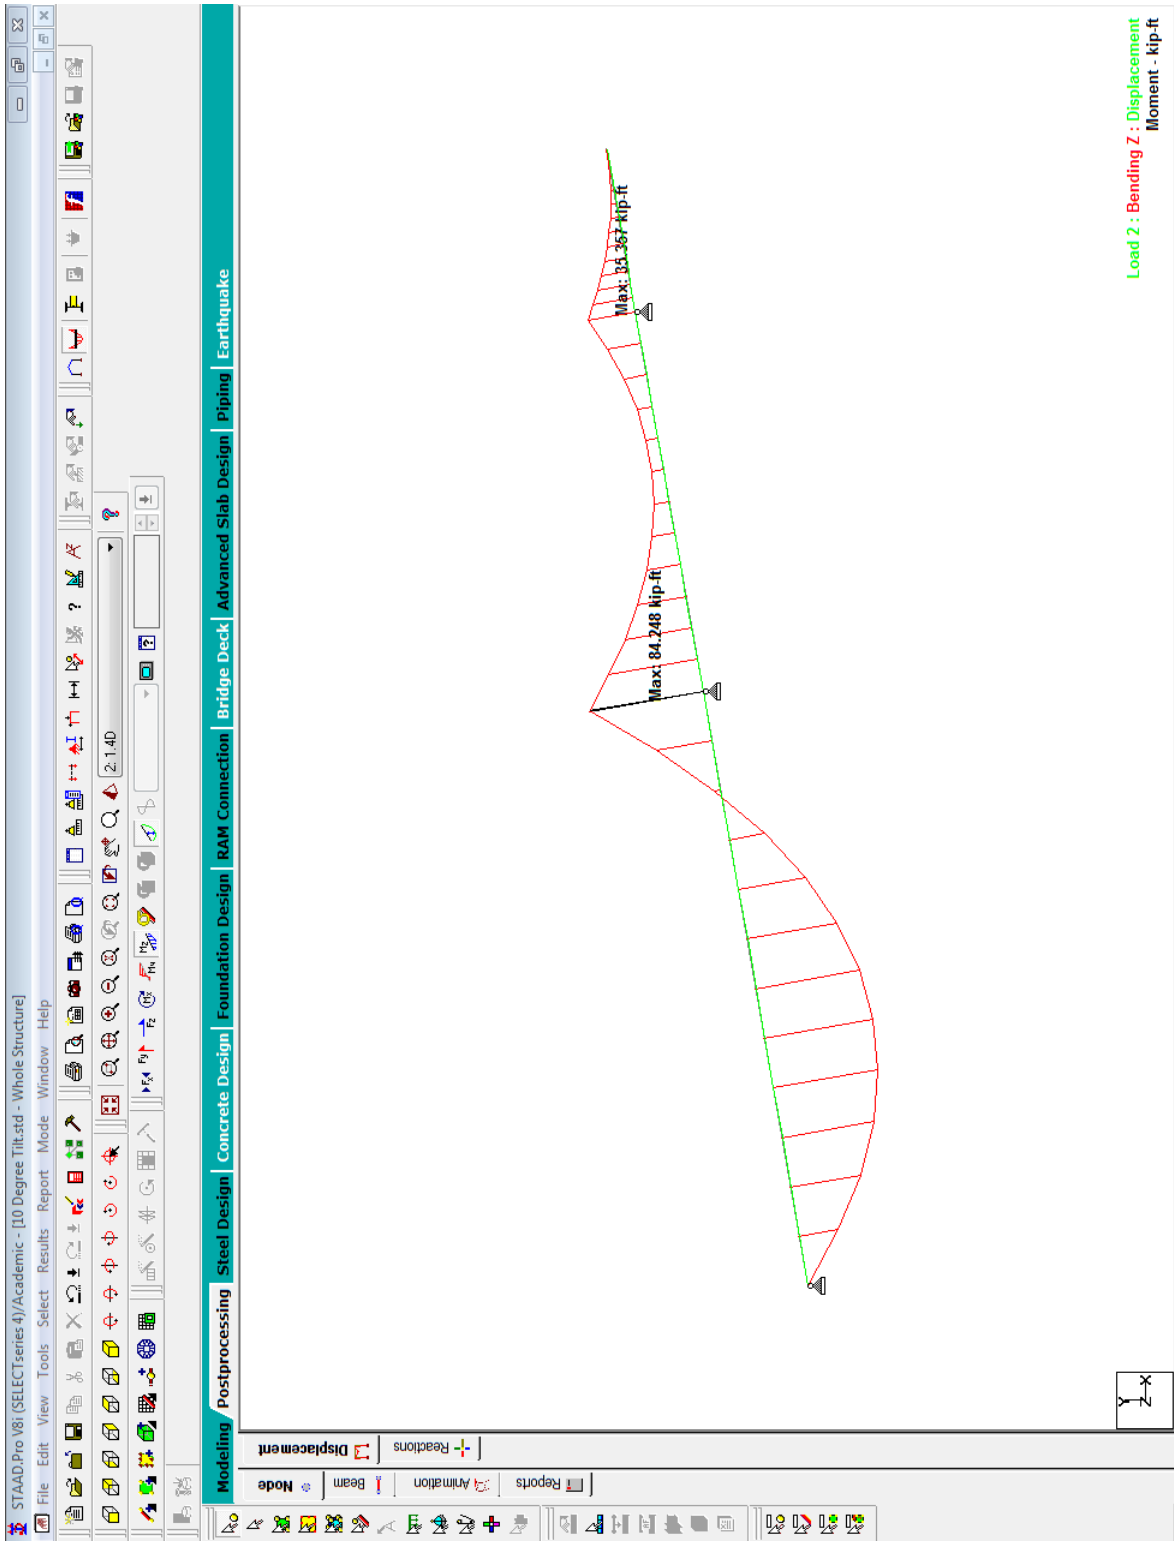 STAAD.Pro V8i (SELECTseries 4)/Academic - [10 Degree Tilt.std - Whole Structure]
File Edit View Tools Select Results Report Mode Window Help
2: 1.4D
Modeling Postprocessing Steel Design Concrete Design Foundation Design RAM Connection Bridge Deck Advanced Slab Design Piping Earthquake
Node Displacement
Beam Reactions
Animation
Reports
Max: 35.367 kip-ft
Max: 84.248 kip-ft
Y
Z X
Load 2 : Bending Z : Displacement
Moment - kip-ft